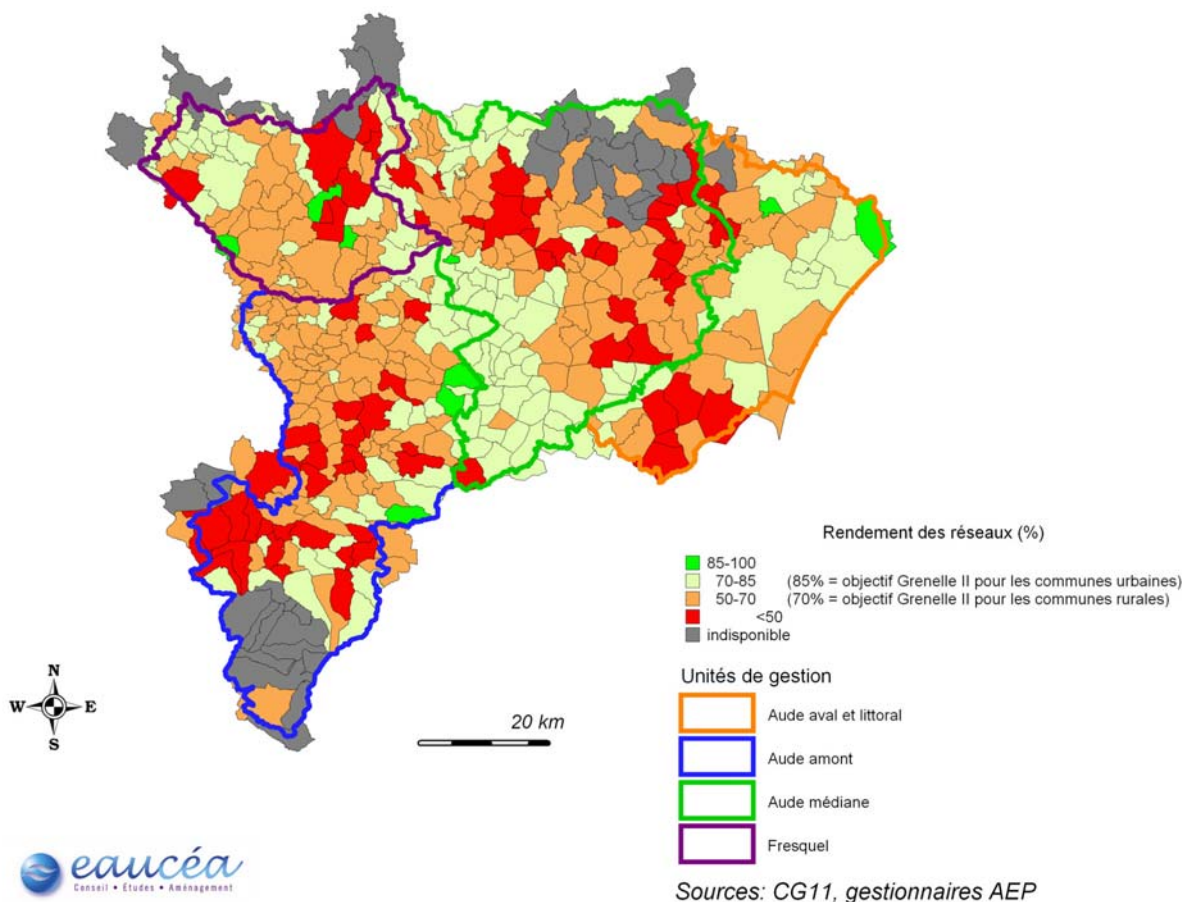 Rendement des réseaux (%)
85-100
70-85 (85% = objectif Grenelle II pour les communes urbaines)
50-70 (70% = objectif Grenelle II pour les communes rurales)
<50
indisponible
Unités de gestion
Aude aval et littoral
Aude amont
Aude médiane
Fresquel
N
W E
S
20 km
eaucéa
Conseil • Études • Aménagement
Sources: CG11, gestionnaires AEP